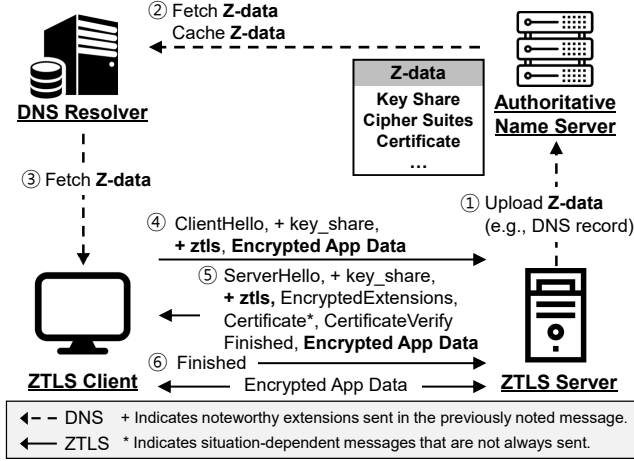 ② Fetch Z-data
Cache Z-data
Z-data
Key Share
Cipher Suites
Certificate
...
DNS Resolver
Authoritative
Name Server
③ Fetch Z-data
① Upload Z-data
(e.g., DNS record)
④ ClientHello, + key_share,
+ ztls, Encrypted App Data
⑤ ServerHello, + key_share,
+ ztls, EncryptedExtensions,
Certificate*, CertificateVerify
Finished, Encrypted App Data
⑥ Finished
Encrypted App Data
ZTLS Client
ZTLS Server
DNS + Indicates noteworthy extensions sent in the previously noted message.
ZTLS * Indicates situation-dependent messages that are not always sent.